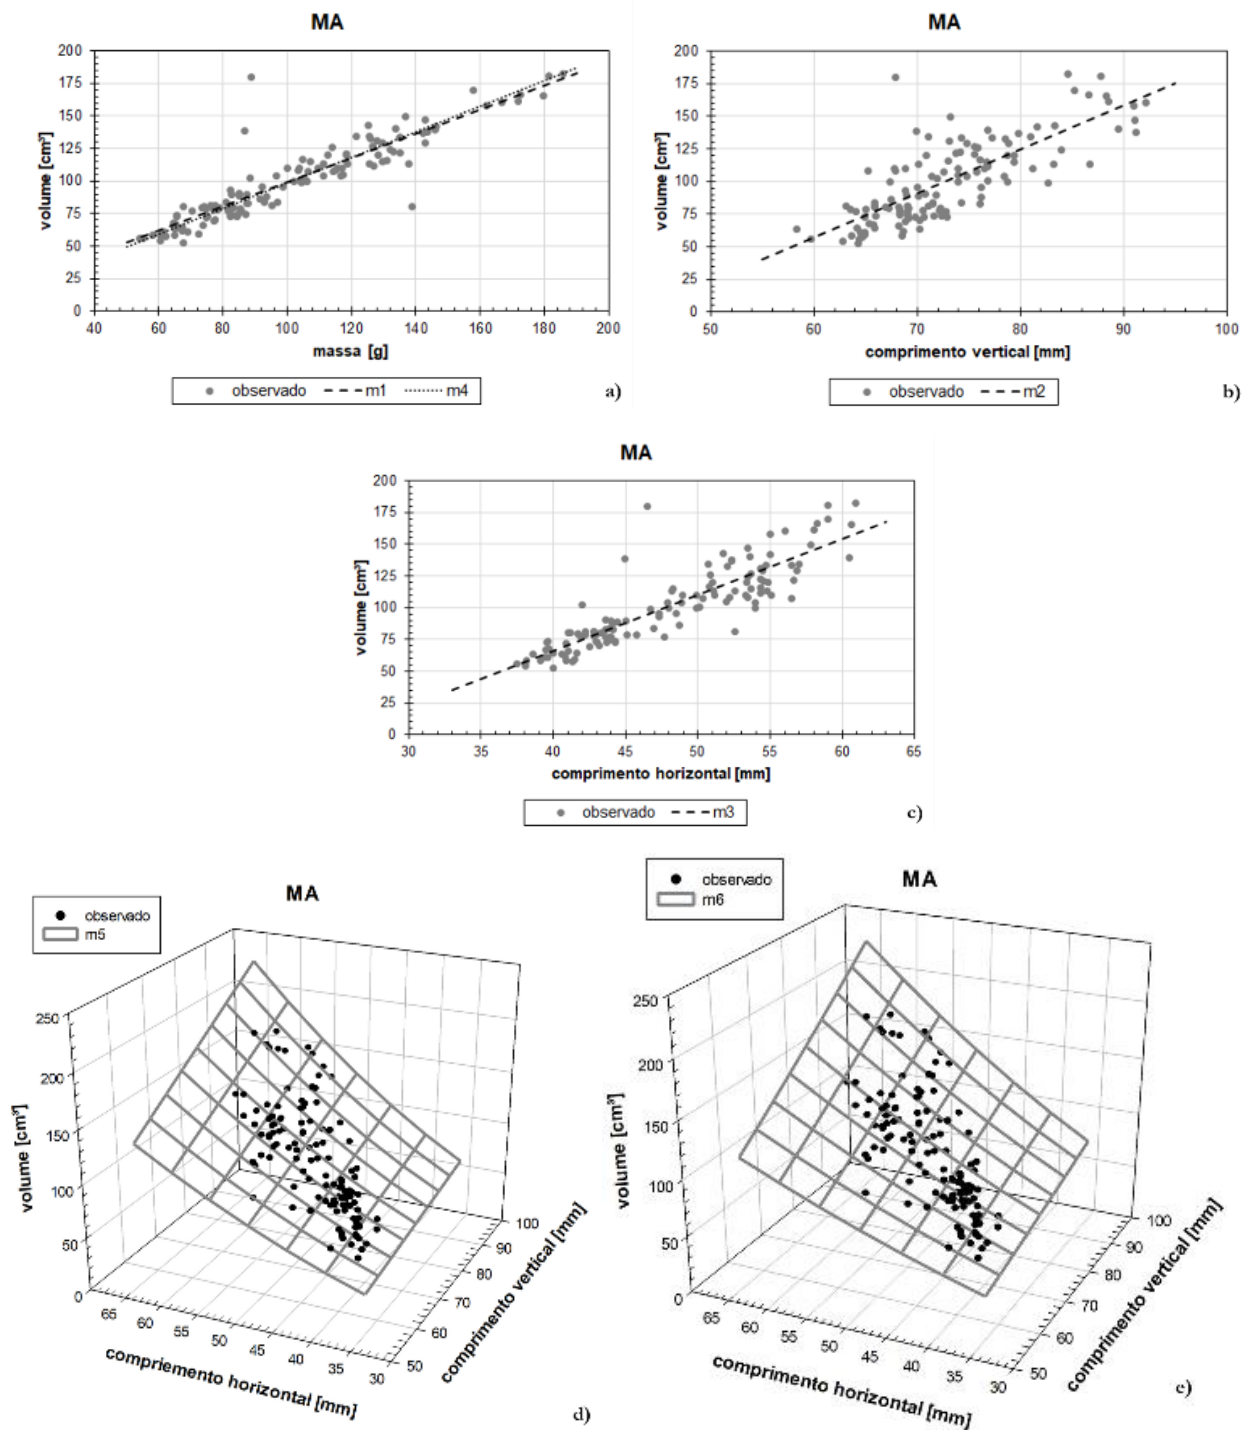 MA
volume [cm³]
200
175
150
125
100
75
50
25
0
40 60 80 100 120 140 160 180 200
massa [g]
observado m1 m4
a)
MA
volume [cm³]
200
175
150
125
100
75
50
25
0
50 60 70 80 90 100
comprimento vertical [mm]
observado m2
b)
MA
volume [cm³]
200
175
150
125
100
75
50
25
0
30 35 40 45 50 55 60 65
comprimento horizontal [mm]
observado m3
c)
MA
observado
m5
volume [cm³]
250
200
150
100
50
0
65 60 55 50 45 40 35 30
compriemento horizontal [mm]
50 60 70 80 90 100
comprimento vertical [mm]
d)
MA
observado
m6
volume [cm³]
250
200
150
100
50
0
65 60 55 50 45 40 35 30
comprimento horizontal [mm]
50 60 70 80 90 100
comprimento vertical [mm]
e)